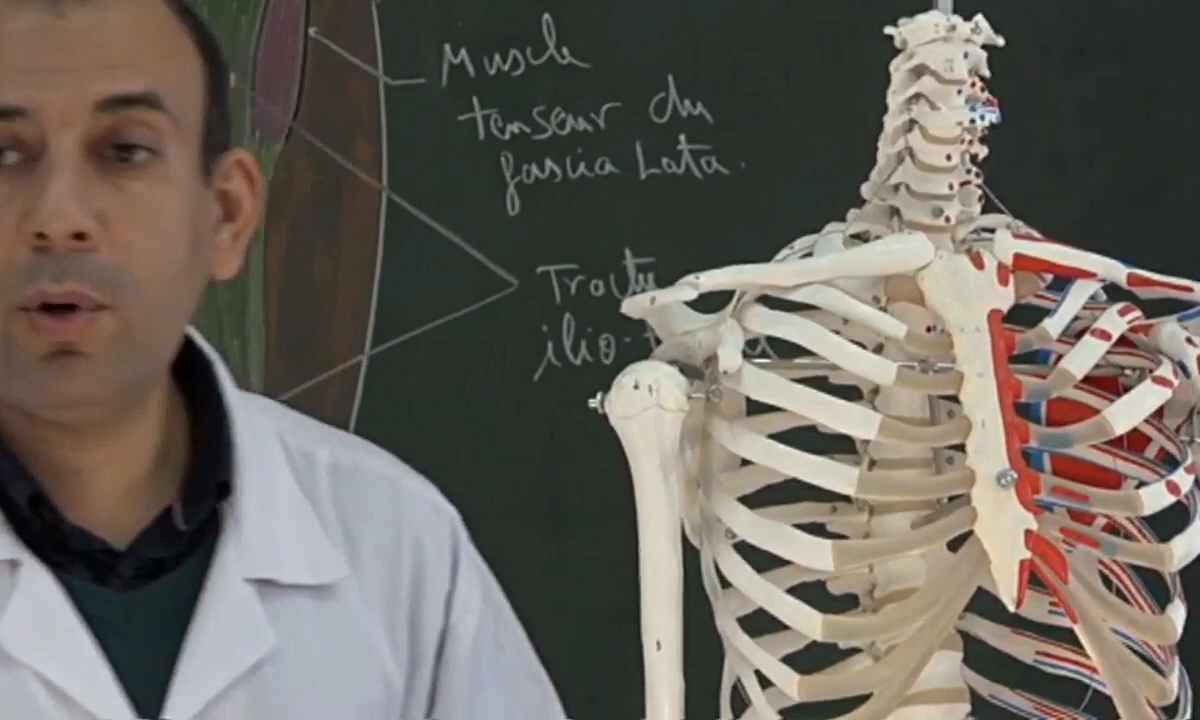 Muscle
tenseur du
fascia Lata.
Tractu
ilio-